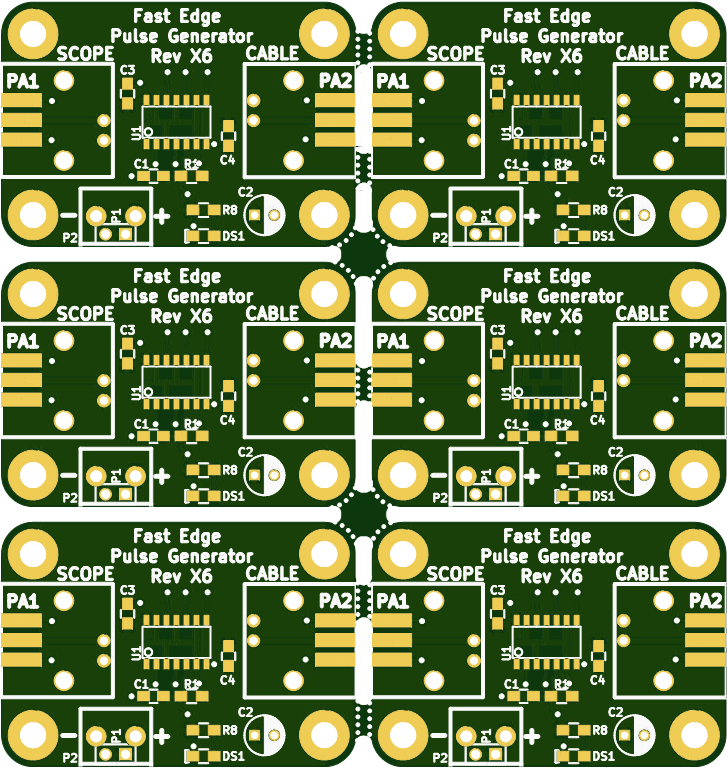 Fast Edge Fast Edge
Pulse Generator Pulse Generator
SCOPE Rev X6 CABLE SCOPE Rev X6 CABLE
PA1 C3 PA2 PA1 C3 PA2
U1 C4 U1 C4
C1 R1 C1 R1
C2 C2
− P1 + R8 − P1 + R8
P2 DS1 P2 DS1
Fast Edge Fast Edge
Pulse Generator Pulse Generator
SCOPE Rev X6 CABLE SCOPE Rev X6 CABLE
PA1 C3 PA2 PA1 C3 PA2
U1 C4 U1 C4
C1 R1 C1 R1
C2 C2
− P1 + R8 − P1 + R8
P2 DS1 P2 DS1
Fast Edge Fast Edge
Pulse Generator Pulse Generator
SCOPE Rev X6 CABLE SCOPE Rev X6 CABLE
PA1 C3 PA2 PA1 C3 PA2
U1 C4 U1 C4
C1 R1 C1 R1
C2 C2
− P1 + R8 − P1 + R8
P2 DS1 P2 DS1